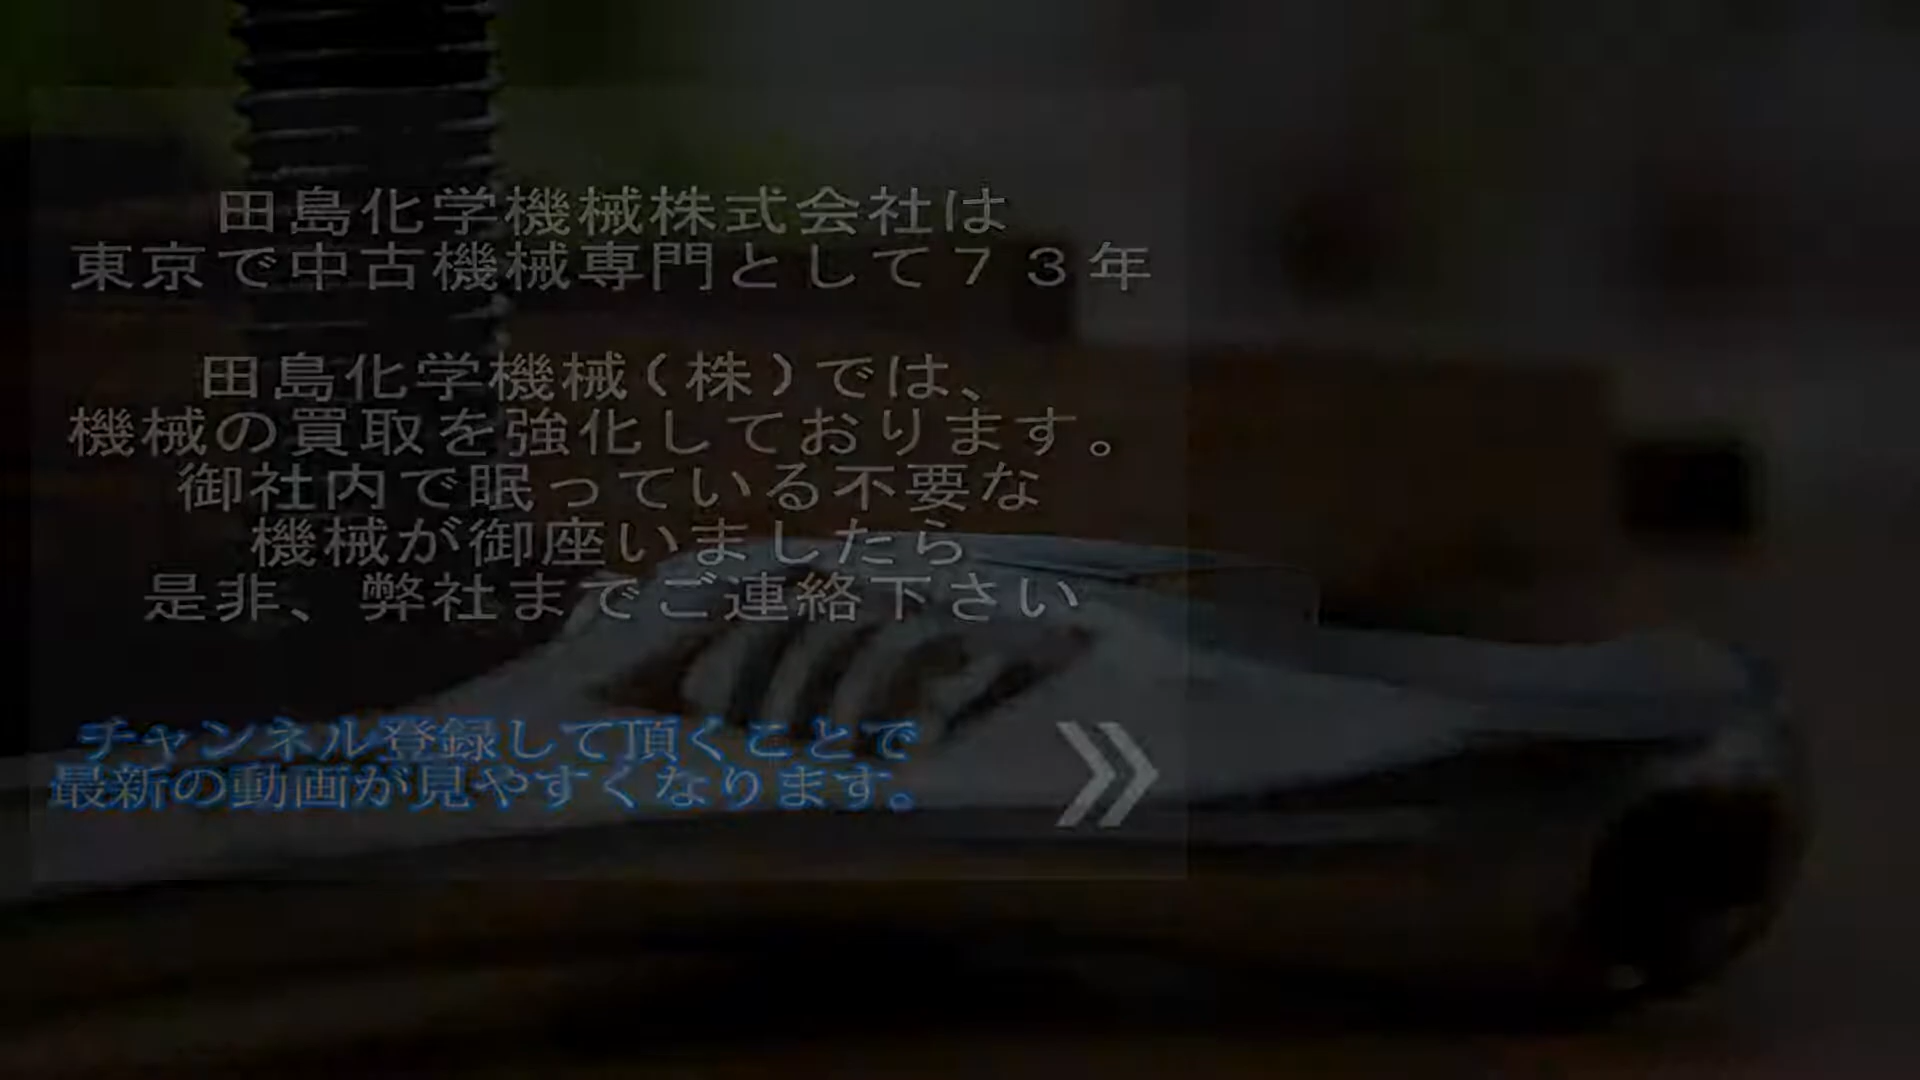 田島化学機械株式会社は
東京で中古機械専門として７３年
田島化学機械(株)では、
機械の買取を強化しております。
御社内で眠っている不要な
機械が御座いましたら
是非、弊社までご連絡下さい
チャンネル登録して頂くことで
最新の動画が見やすくなります。